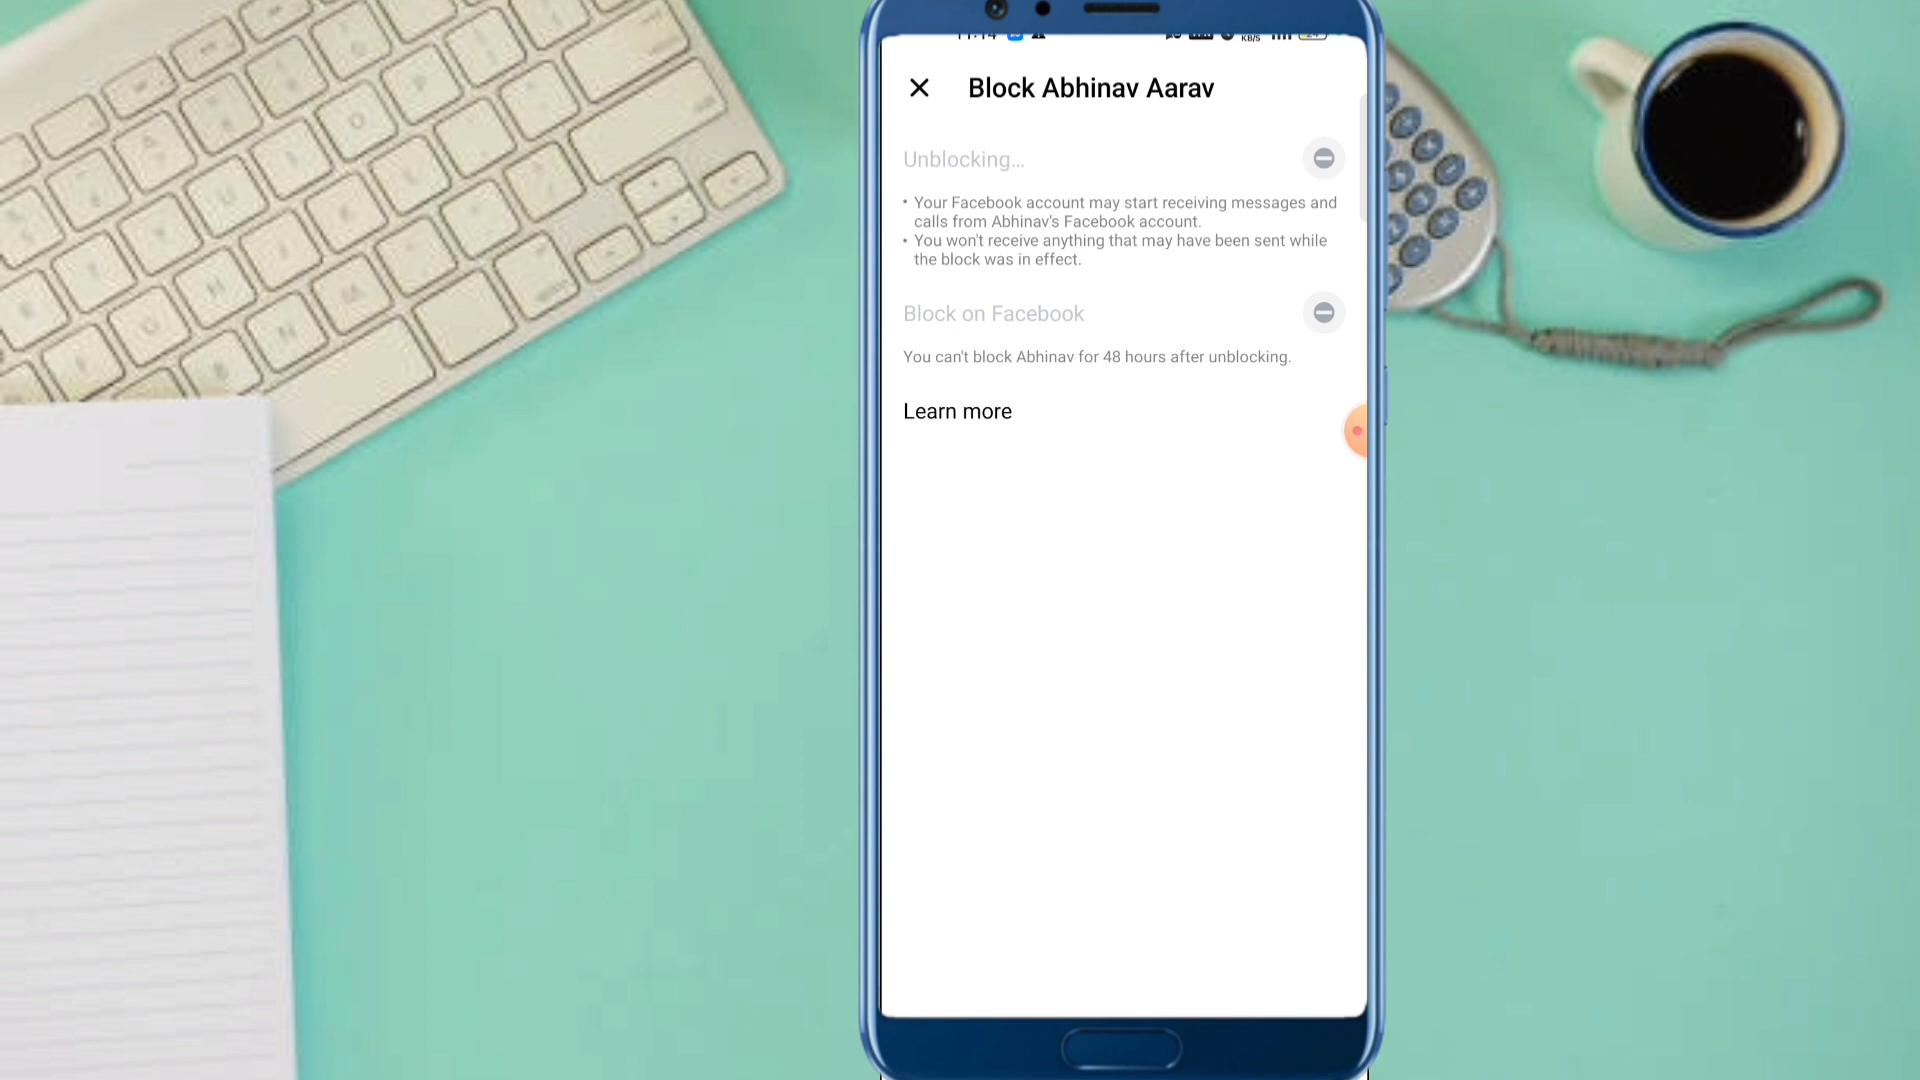 Block Abhinav Aarav
Unblocking...
• Your Facebook account may start receiving messages and
calls from Abhinav's Facebook account.
• You won't receive anything that may have been sent while
the block was in effect.
Block on Facebook
You can't block Abhinav for 48 hours after unblocking.
Learn more